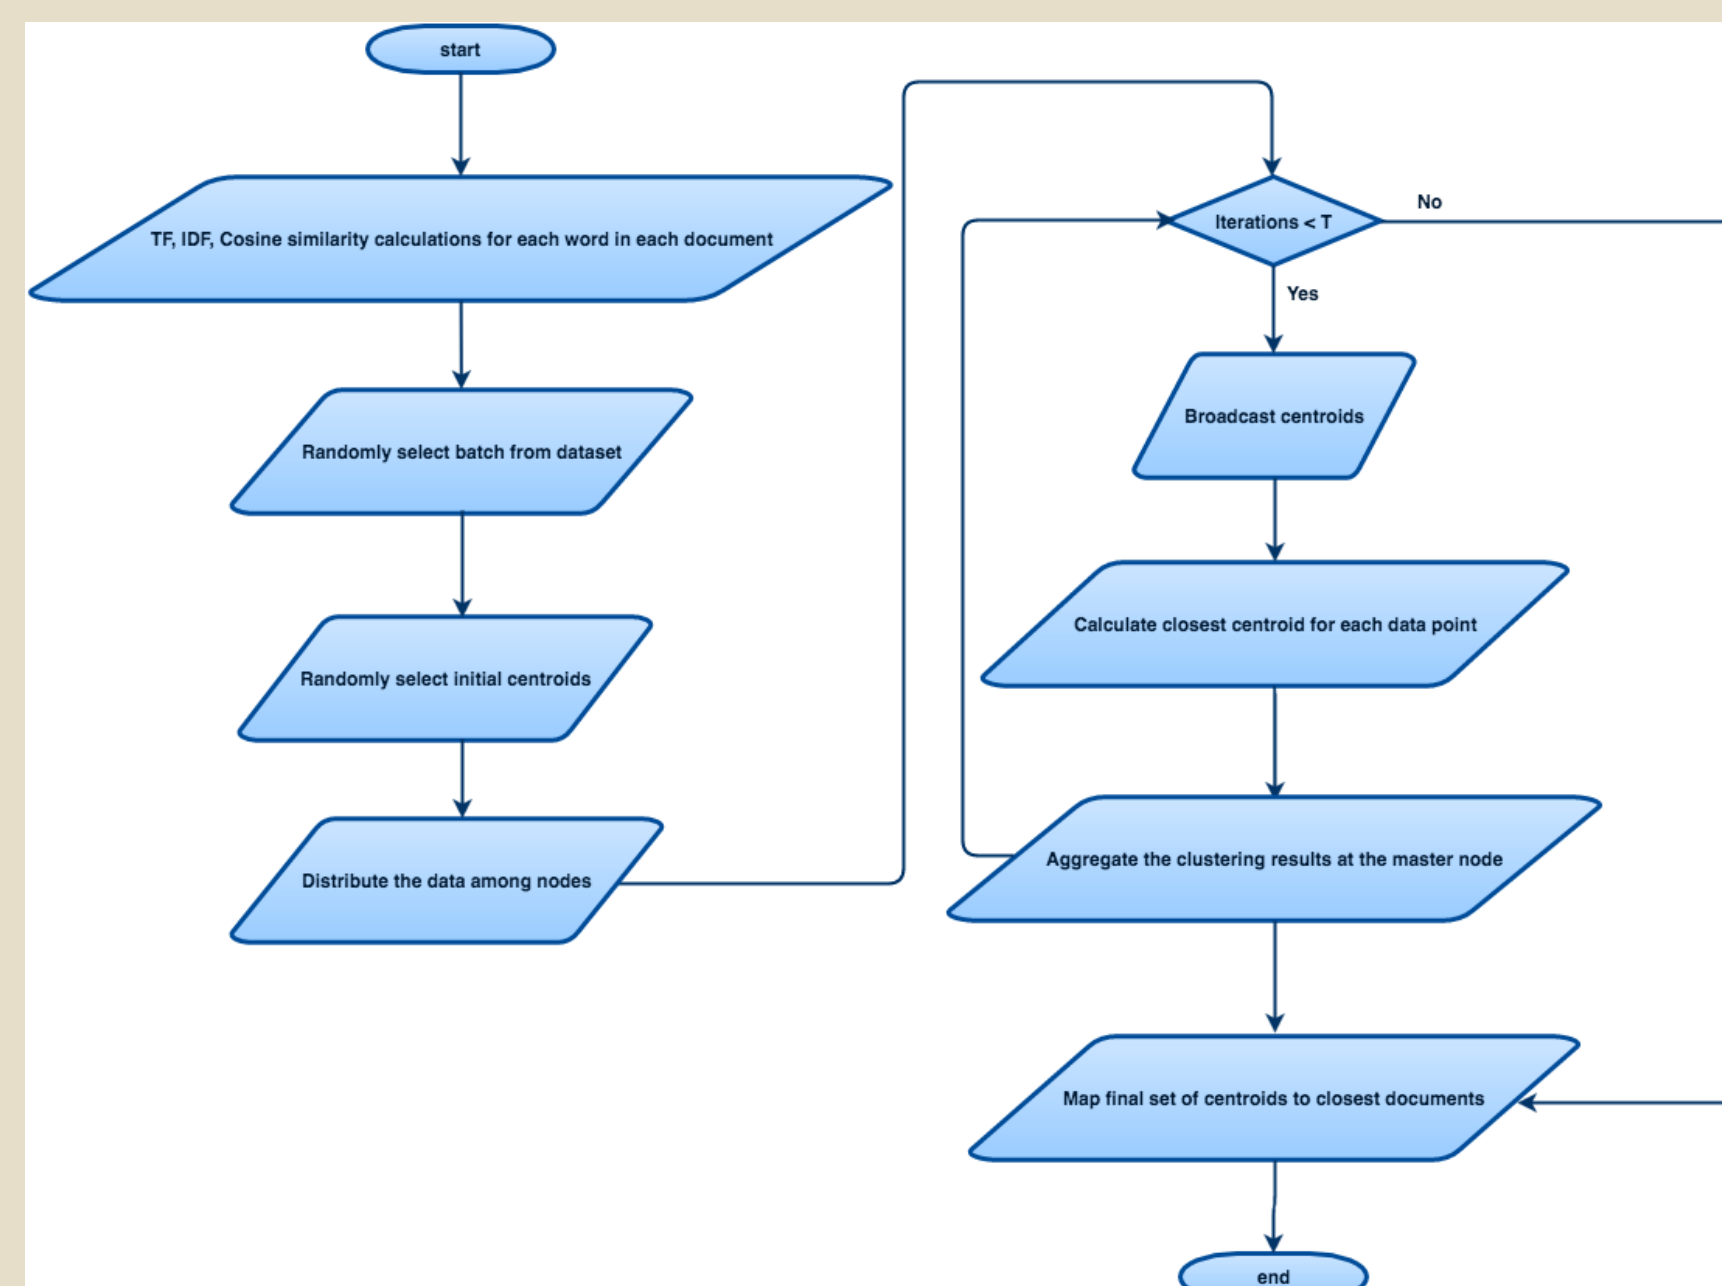 start
TF, IDF, Cosine similarity calculations for each word in each document
Randomly select batch from dataset
Randomly select initial centroids
Distribute the data among nodes
Iterations < T
No
Yes
Broadcast centroids
Calculate closest centroid for each data point
Aggregate the clustering results at the master node
Map final set of centroids to closest documents
end